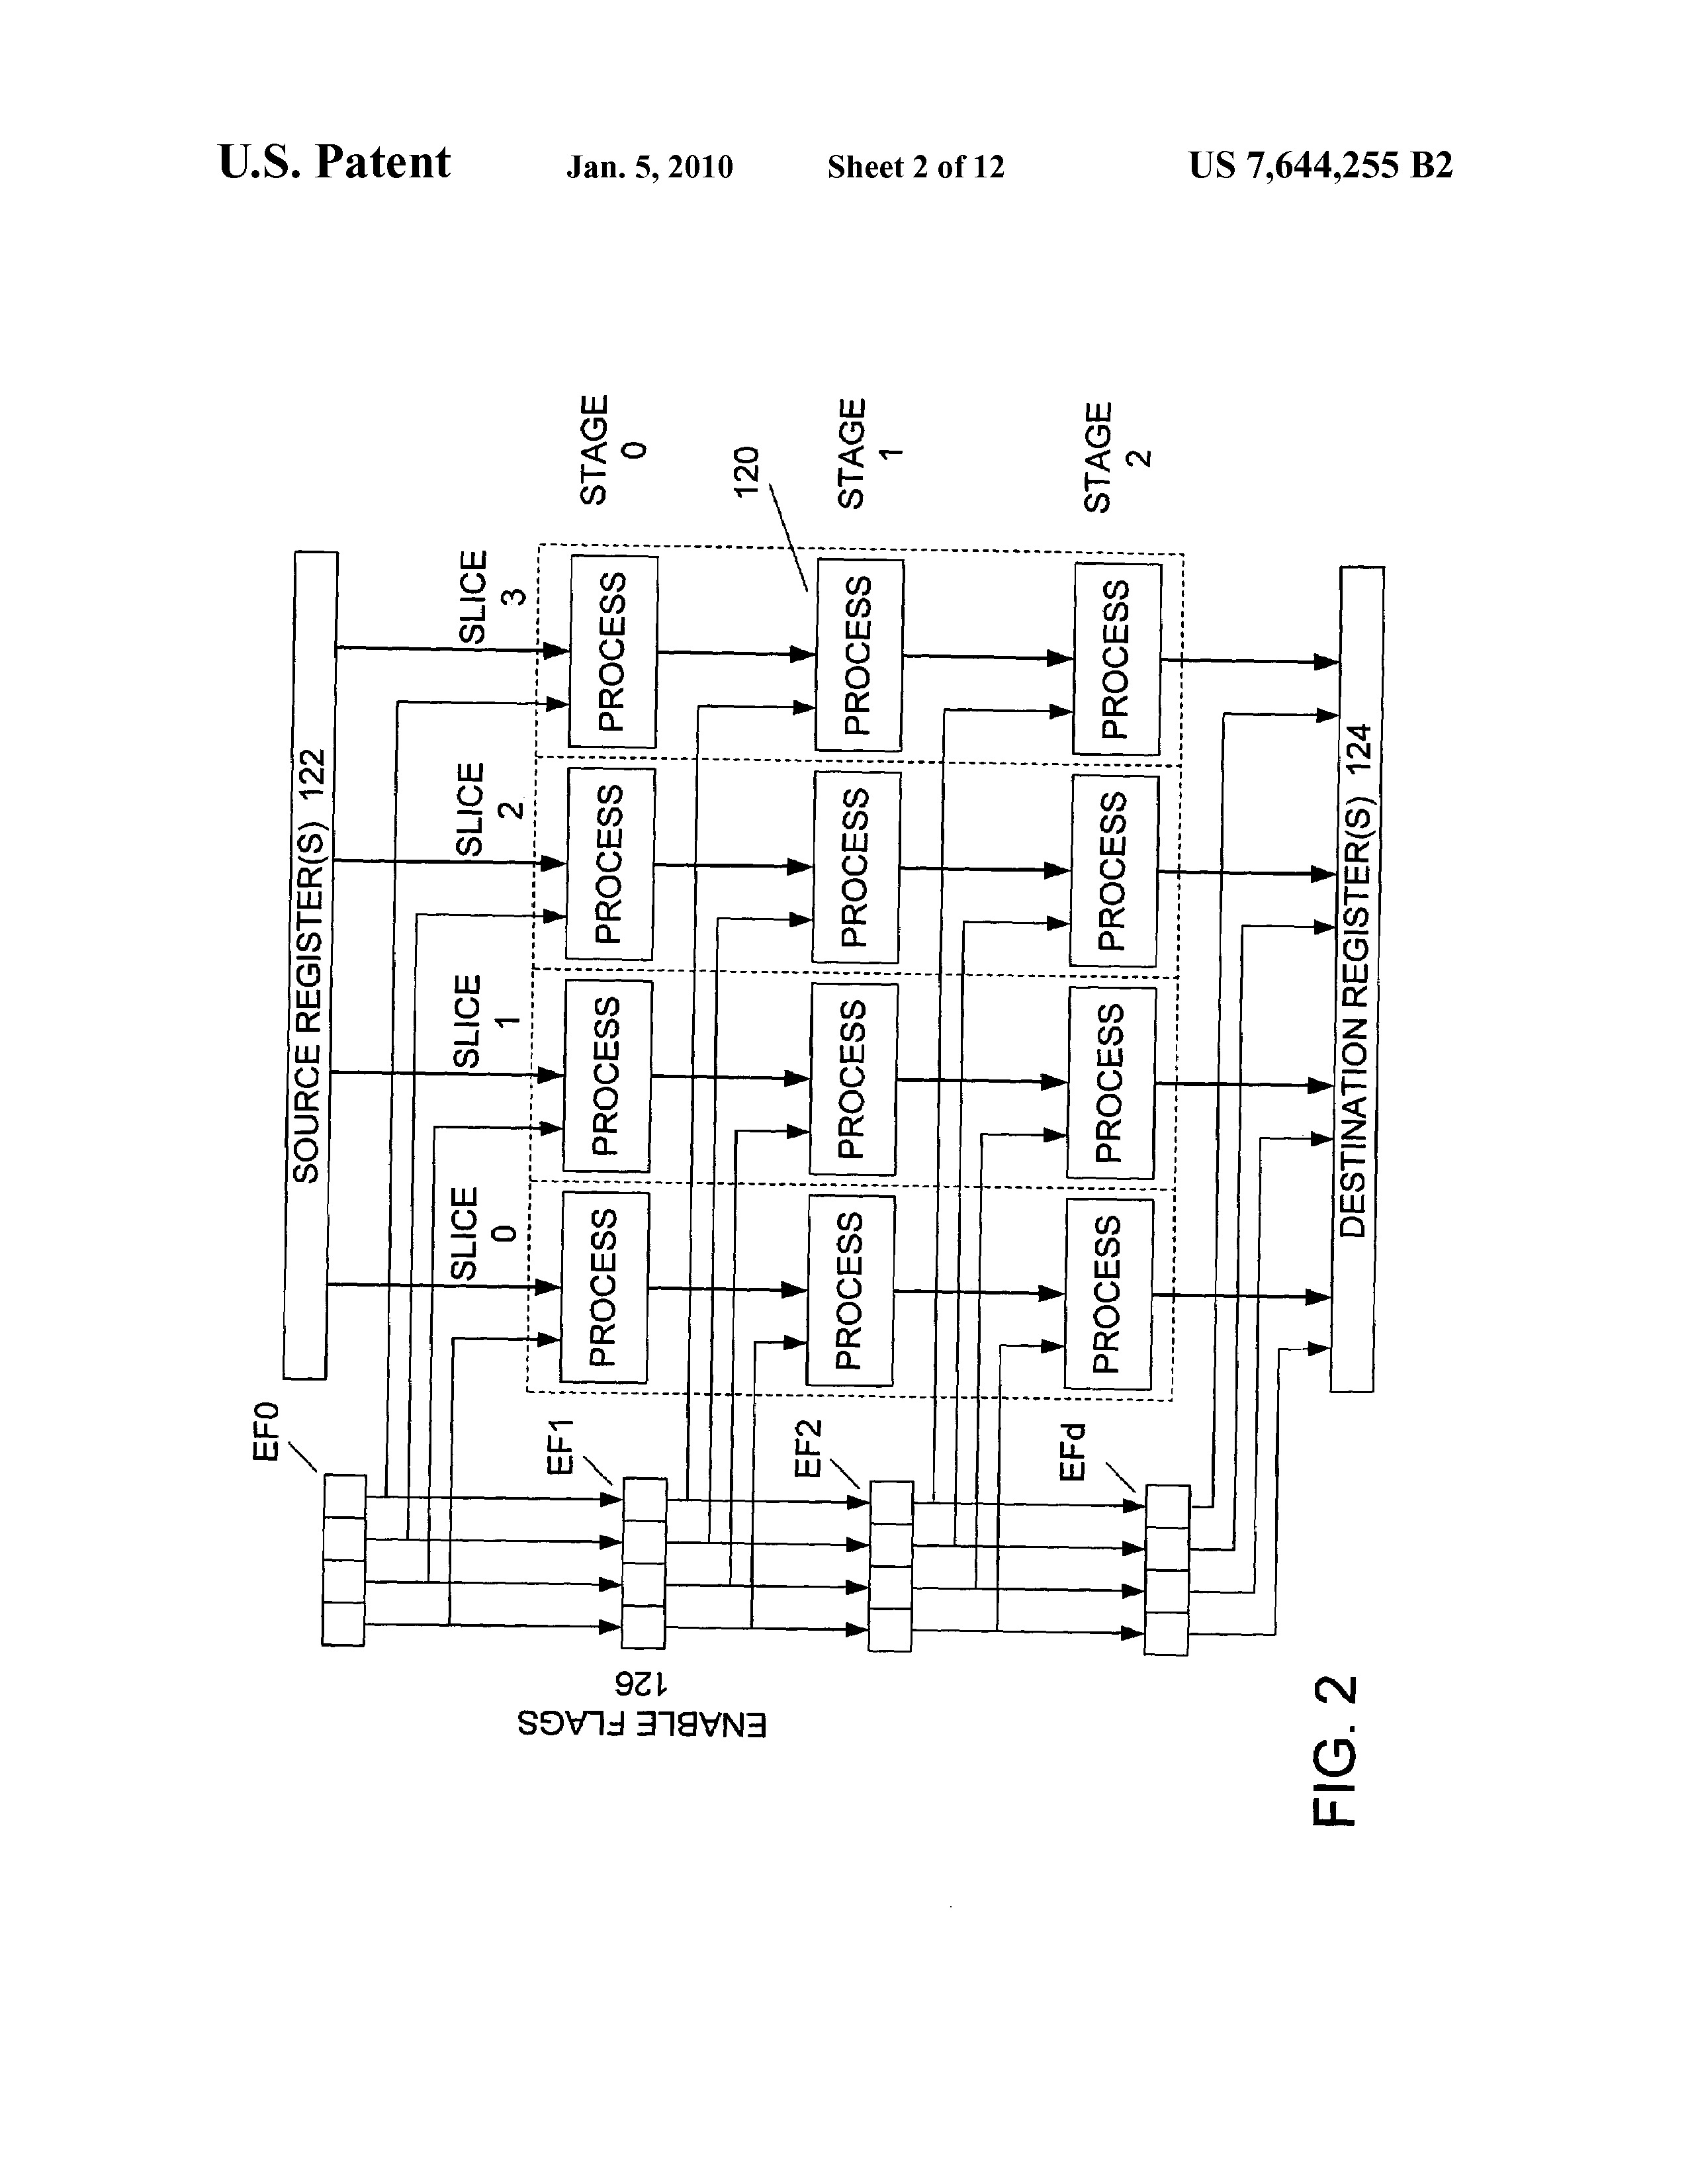 U.S. Patent Jan. 5, 2010 Sheet 2 of 12 US 7,644,255 B2
EF0
SOURCE REGISTER(S) 122
SLICE
0
SLICE
1
SLICE
2
SLICE
3
EF1
PROCESS
PROCESS
PROCESS
PROCESS
STAGE
0
120
EF2
PROCESS
PROCESS
PROCESS
PROCESS
STAGE
1
EFd
PROCESS
PROCESS
PROCESS
PROCESS
STAGE
2
ENABLE FLAGS
126
DESTINATION REGISTER(S) 124
FIG. 2